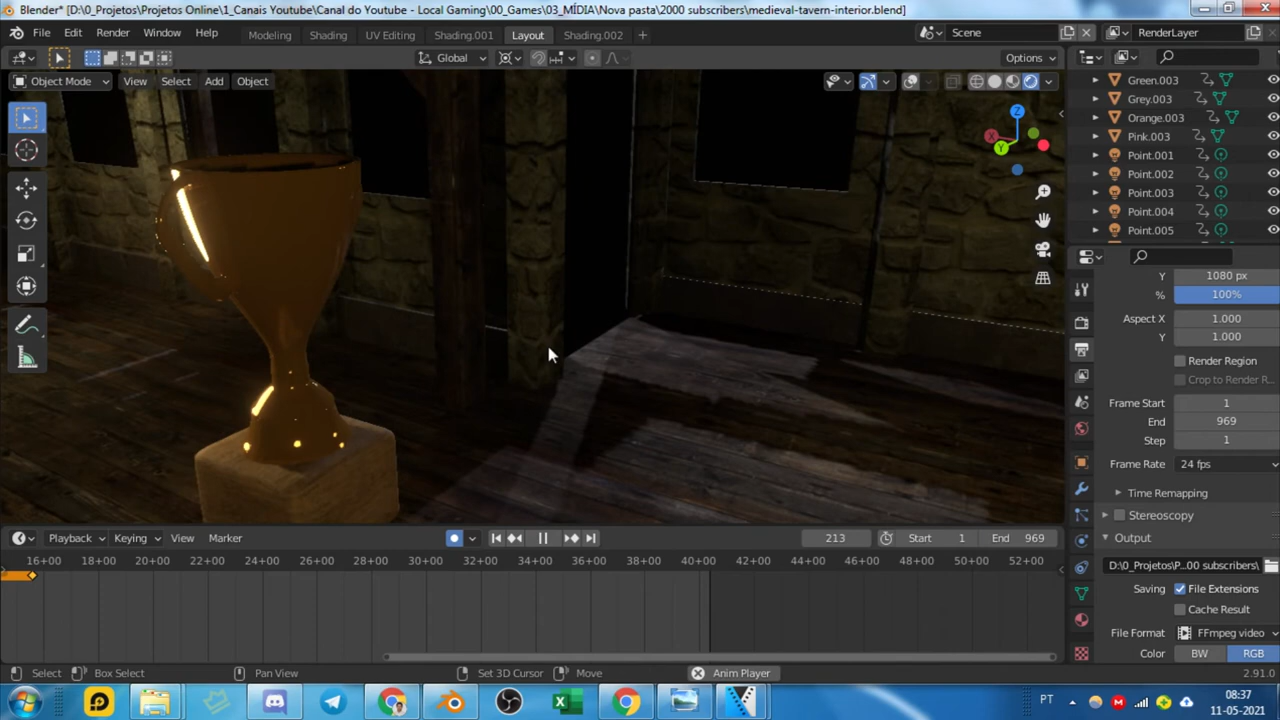 Blender* [D:\0_Projetos\Projetos Online\1_Canais Youtube\Canal do Youtube - Local Gaming\00_Games\03_MÍDIA\Nova pasta\2000 subscribers\medieval-tavern-interior.blend]
File Edit Render Window Help Modeling Shading UV Editing Shading.001 Layout Shading.002 + Scene RenderLayer
Global Options
Object Mode View Select Add Object
Green.003
Grey.003
Orange.003
Pink.003
Point.001
Point.002
Point.003
Point.004
Point.005
Z
X
Y
Y 1080 px
% 100%
Aspect X 1.000
Y 1.000
Render Region
Crop to Render R...
Frame Start 1
End 969
Step 1
Frame Rate 24 fps
Time Remapping
Stereoscopy
Output
D:\0_Projetos\P...00 subscribers\
Saving File Extensions
Cache Result
File Format FFmpeg video
Color BW RGB
Playback Keying View Marker 213 Start 1 End 969
16+00 18+00 20+00 22+00 24+00 26+00 28+00 30+00 32+00 34+00 36+00 38+00 40+00 42+00 44+00 46+00 48+00 50+00 52+00
Select Box Select Pan View Set 3D Cursor Move Anim Player 2.91.0
PT 08:37
11-05-2021